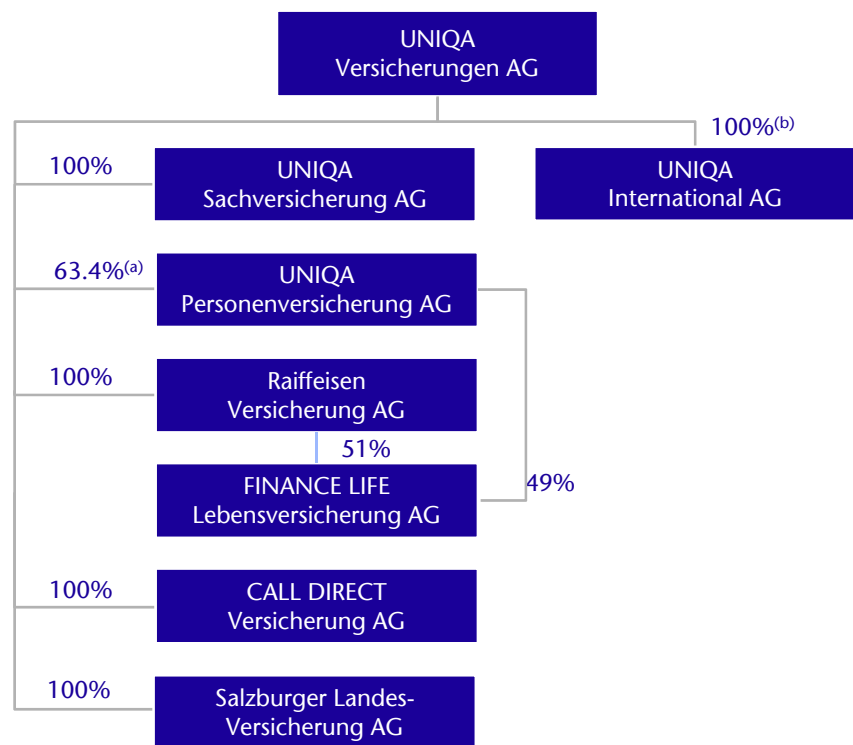 UNIQA
Versicherungen AG
100%(b)
100%
UNIQA
Sachversicherung AG
UNIQA
International AG
63.4%(a)
UNIQA
Personenversicherung AG
100%
Raiffeisen
Versicherung AG
51%
FINANCE LIFE
Lebensversicherung AG
49%
100%
CALL DIRECT
Versicherung AG
100%
Salzburger Landes-
Versicherung AG